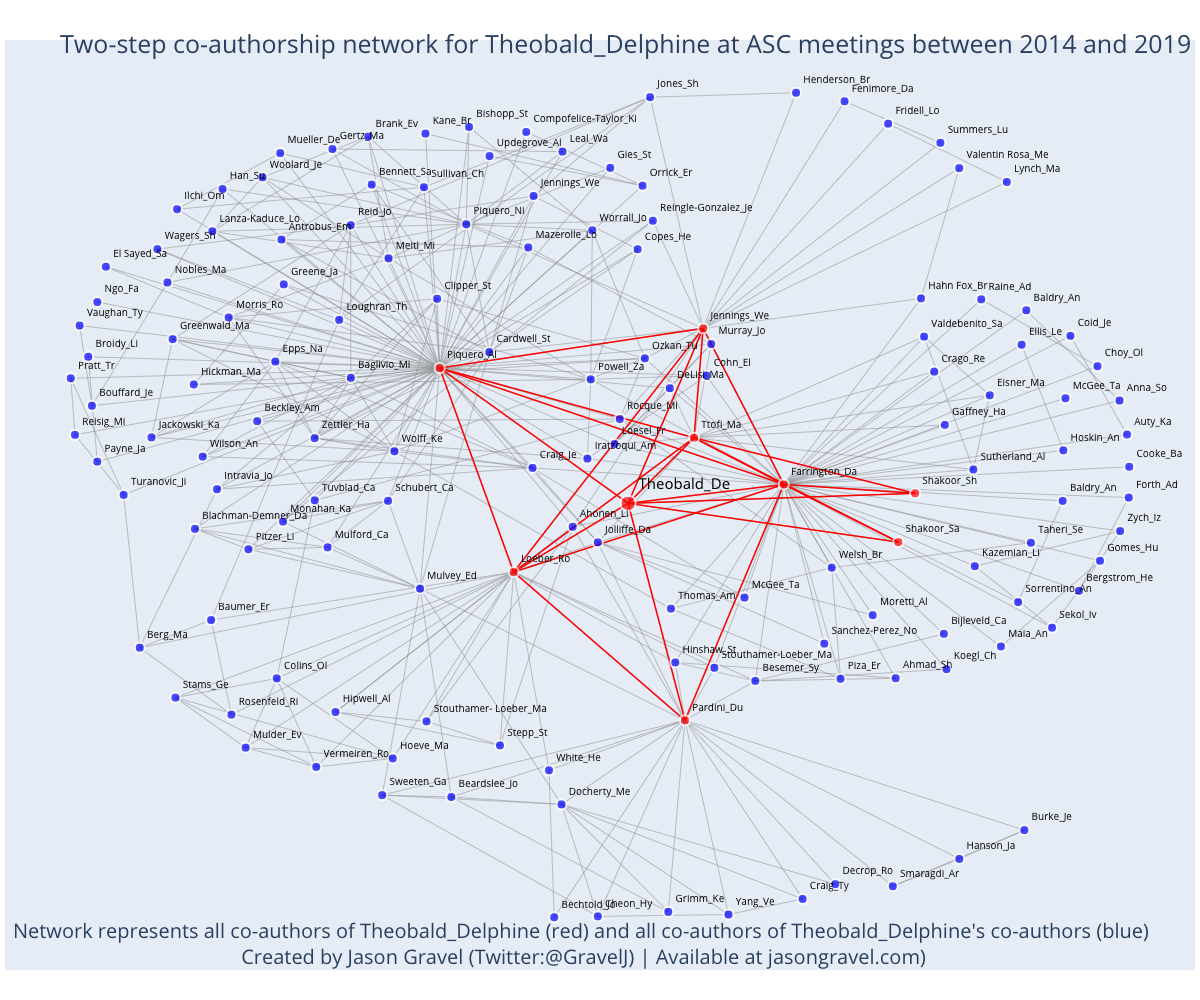 Two-step co-authorship network for Theobald_Delphine at ASC meetings between 2014 and 2019
Jones_Sh
Henderson_Br
Fenimore_Da
Fridell_Lo
Summers_Lu
Valentin Rosa_Me
Lynch_Ma
Bishopp_St
Compofelice-Taylor_Ki
Kane_Br
Brank_Ev
Gertz_Ma
Mueller_De
Updegrove_Al
Leal_Wa
Gies_St
Orrick_Er
Woolard_Je
Han_Su
Ilchi_Om
Bennett_Sa
Sullivan_Ch
Jennings_We
Lanza-Kaduce_Lo
Antrobus_Em
Reid_Jo
Piquero_Ni
Worrall_Jo
Reingle-Gonzalez_Je
Wagers_Sh
Mazerolle_Lo
Copes_He
El Sayed_Sa
Nobles_Ma
Melti_Mi
Greene_Ja
Clipper_St
Ngo_Fa
Vaughan_Ty
Morris_Ro
Loughran_Th
Greenwald_Ma
Hahn Fox_Br
Raine_Ad
Baldry_An
Jennings_We
Murray_Jo
Valdebenito_Sa
Ellis_Le
Coid_Je
Broidy_Li
Epps_Na
Piquero_Al
Cardwell_St
Ozkan_Tu
Cohn_El
Crago_Re
Choy_Ol
Pratt_Tr
Hickman_Ma
Baglivio_Mi
Powell_Za
DeLisi_Ma
Eisner_Ma
McGee_Ta
Anna_So
Bouffard_Je
Beckley_Am
Rocque_Mi
Ttofi_Ma
Gaffney_Ha
Auty_Ka
Reisig_Mi
Jackowski_Ka
Zettler_Ha
Loesel_Fr
Hoskin_An
Payne_Ja
Wilson_An
Wolff_Ke
Craig_Je
Iratzoqui_Am
Sutherland_Al
Cooke_Ba
Turanovic_Ji
Intravia_Jo
Farrington_Da
Shakoor_Sh
Theobald_De
Tuvblad_Ca
Schubert_Ca
Baldry_An
Forth_Ad
Blachman-Demner_Da
Monahan_Ka
Ahonen_Li
Shakoor_Sa
Taheri_Se
Zych_Iz
Pitzer_Li
Mulford_Ca
Jolliffe_Da
Loeber_Ro
Welsh_Br
Kazemian_Li
Gomes_Hu
Mulvey_Ed
Thomas_Am
McGee_Ta
Sorrentino_An
Bergstrom_He
Baumer_Er
Moretti_Al
Sekol_Iv
Berg_Ma
Sanchez-Perez_No
Bijleveld_Ca
Maia_An
Hinshaw_St
Stouthamer-Loeber_Ma
Besemer_Sy
Piza_Er
Ahmad_Sh
Koegl_Ch
Colins_Ol
Stams_Ge
Rosenfeld_Ri
Hipwell_Al
Stouthamer- Loeber_Ma
Pardini_Du
Mulder_Ev
Vermeiren_Ro
Hoeve_Ma
Stepp_St
White_He
Sweeten_Ga
Beardslee_Jo
Docherty_Me
Burke_Je
Hanson_Ja
Decrop_Ro
Smaragdi_Ar
Craig_Ty
Bechtold_Jo
Cheon_Hy
Grimm_Ke
Yang_Ve
Network represents all co-authors of Theobald_Delphine (red) and all co-authors of Theobald_Delphine's co-authors (blue)
Created by Jason Gravel (Twitter:@GravelJ) | Available at jasongravel.com)